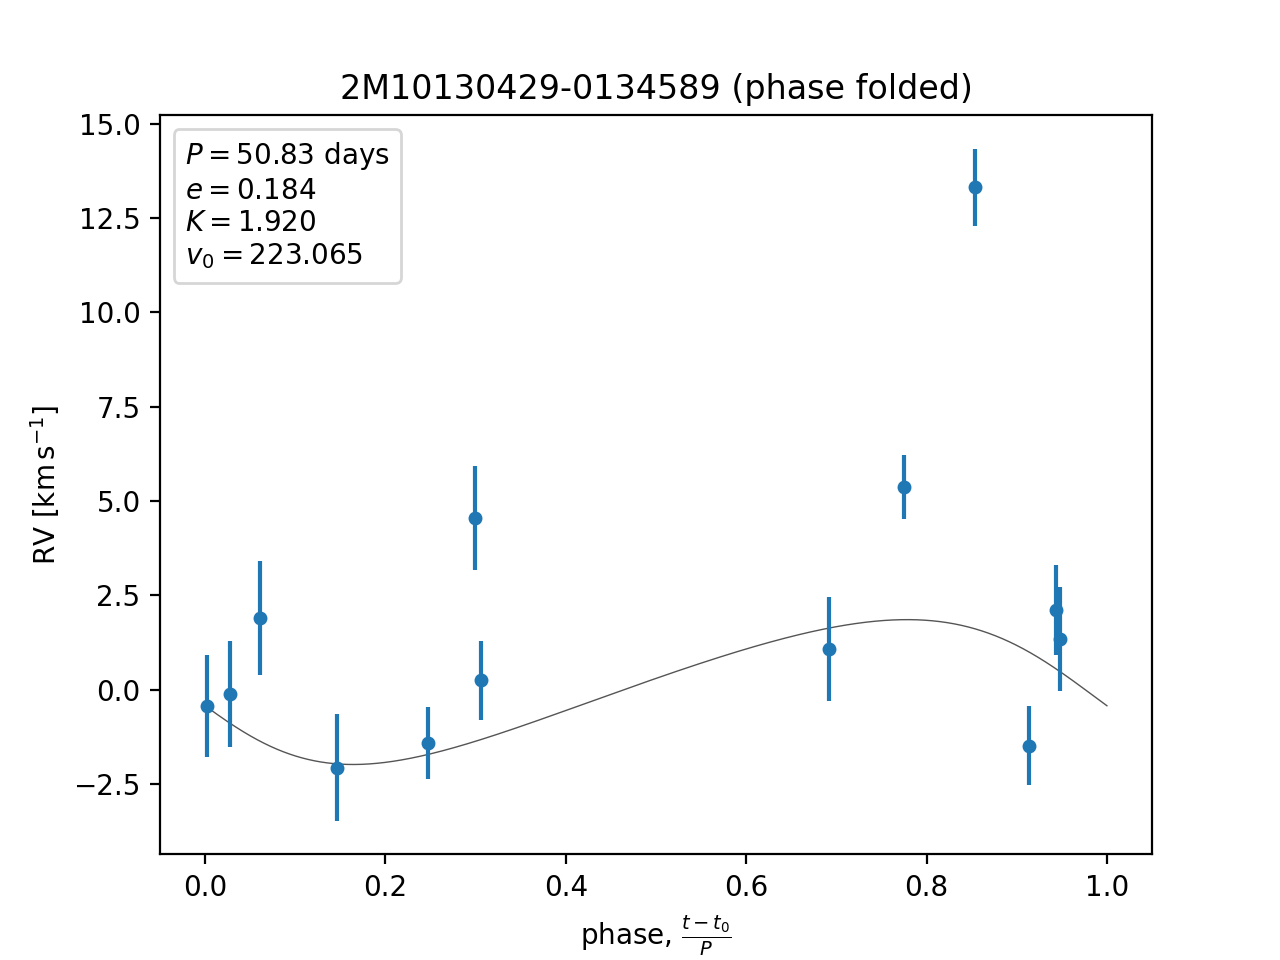 2M10130429-0134589 (phase folded)
P = 50.83 days
e = 0.184
K = 1.920
v₀ = 223.065
15.0
12.5
10.0
7.5
5.0
2.5
0.0
−2.5
RV [km s⁻¹]
0.0 0.2 0.4 0.6 0.8 1.0
phase, (t − t₀)/P